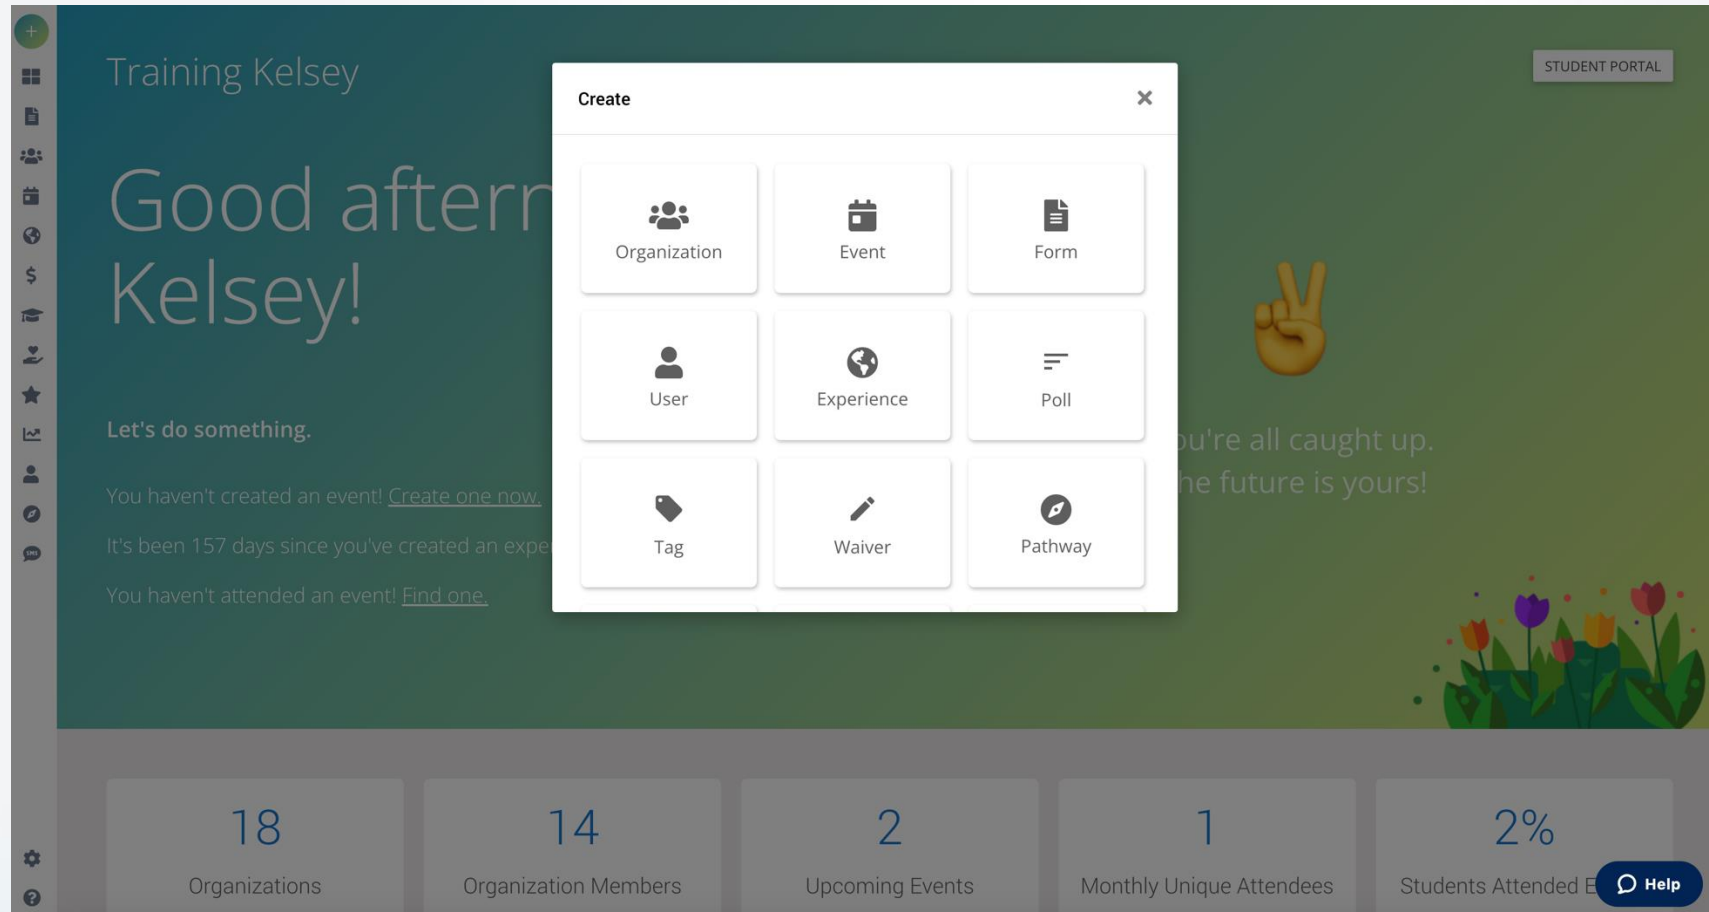 Training Kelsey
STUDENT PORTAL
Good aftern
Kelsey!
Let's do something.
You haven't created an event! Create one now.
It's been 157 days since you've created an expe
You haven't attended an event! Find one.
Create
Organization
Event
Form
User
Experience
Poll
Tag
Waiver
Pathway
ou're all caught up.
he future is yours!
SMS
18
Organizations
14
Organization Members
2
Upcoming Events
1
Monthly Unique Attendees
2%
Students Attended E
Help